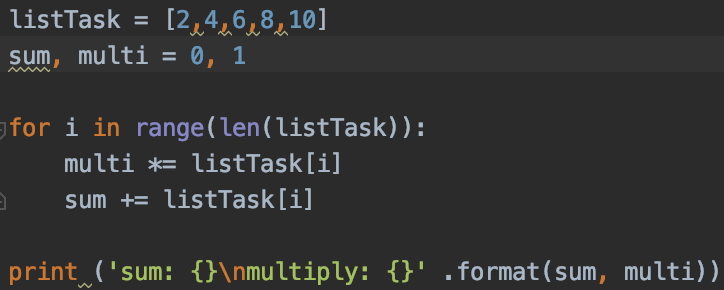 listTask = [2,4,6,8,10]
sum, multi = 0, 1
for i in range(len(listTask)):
    multi *= listTask[i]
    sum += listTask[i]
print ('sum: {}\nmultiply: {}' .format(sum, multi))